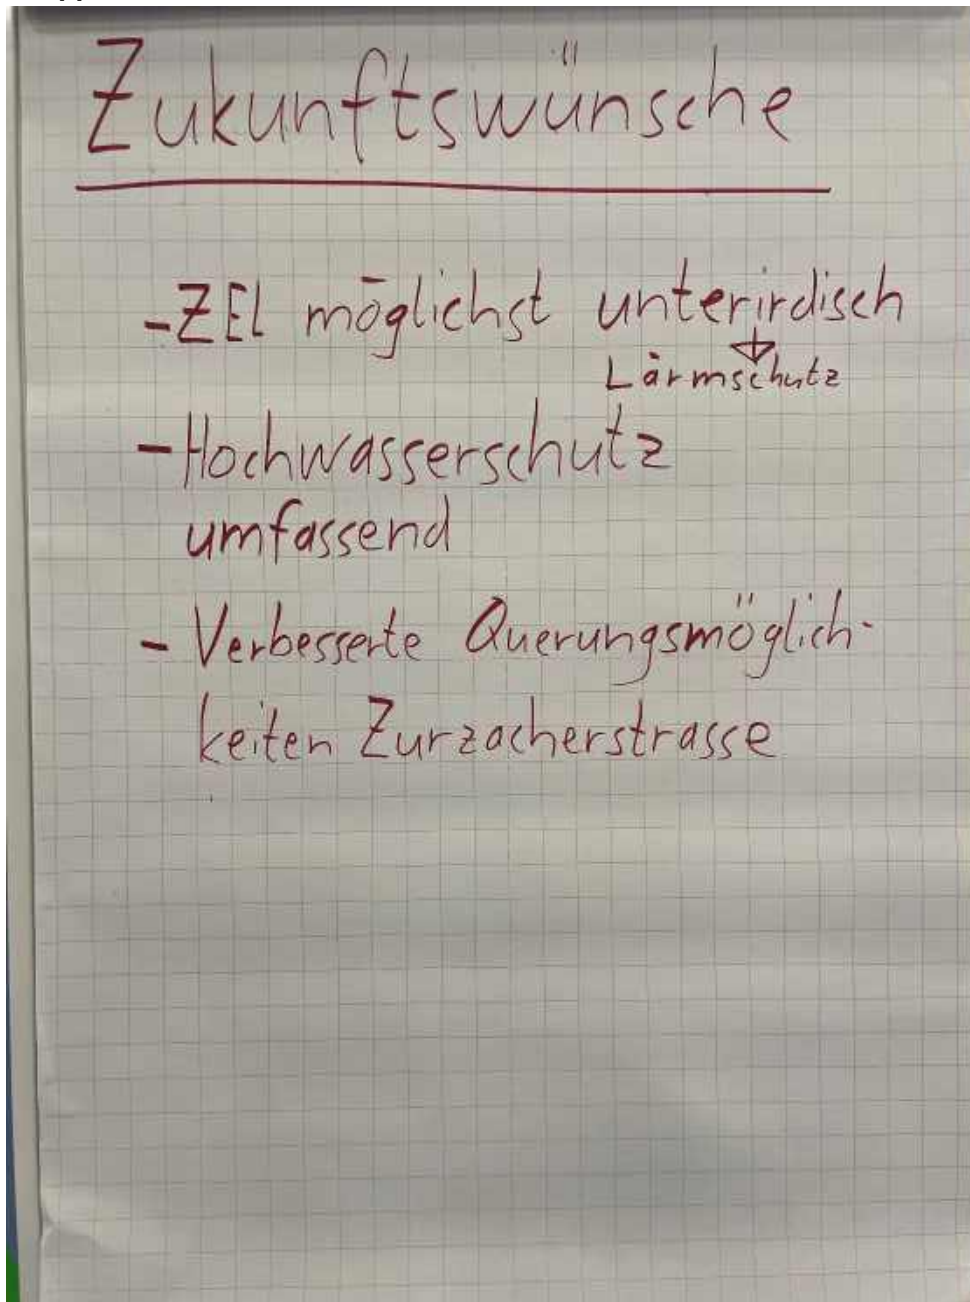 Zukunftswünsche
- ZEL möglichst unterirdisch
Lärmschutz
- Hochwasserschutz
umfassend
- Verbesserte Querungsmöglich-
keiten Zurzacherstrasse